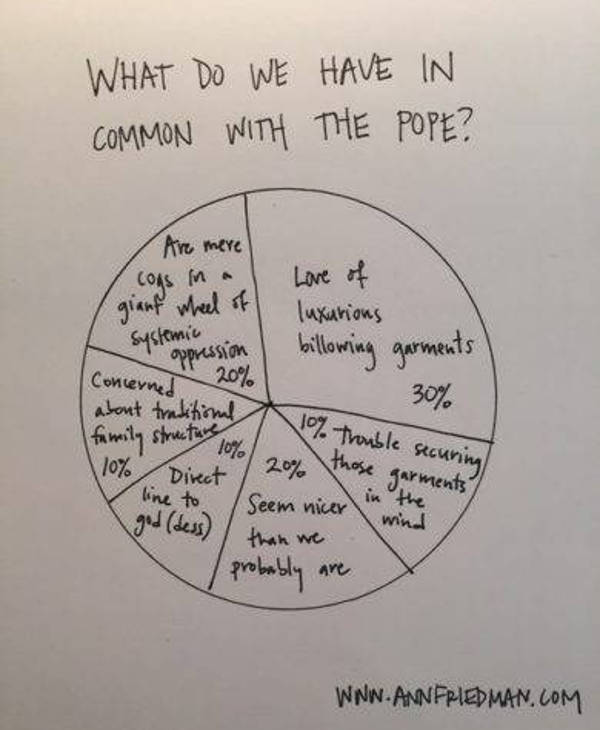 WHAT DO WE HAVE IN
COMMON WITH THE POPE?
Are mere
cogs in a
giant wheel of
systemic
oppression
20%
Love of
luxurious
billowing garments
30%
Concerned
about traditional
family structure
10%
10%
Direct
line to
god(dess)
20%
Seem nicer
than we
probably are
10% Trouble securing
those garments
in the
wind
WWW.ANNFRIEDMAN.COM